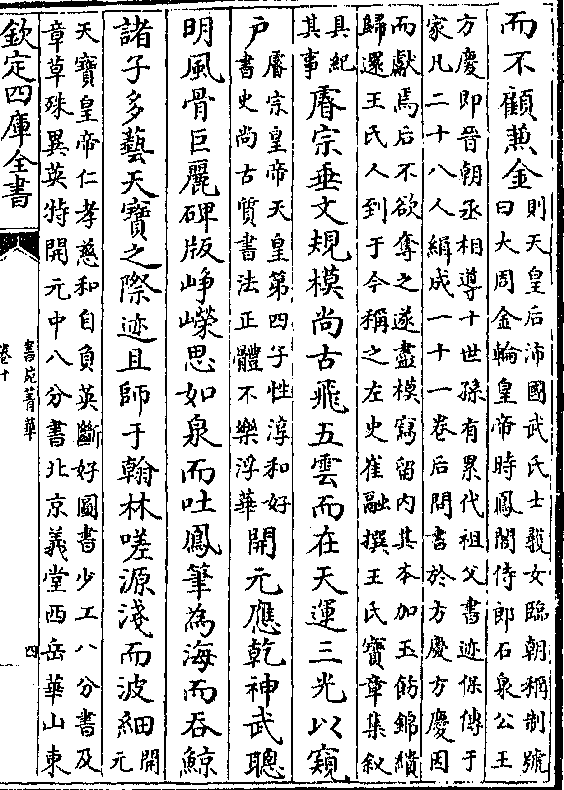 而不顧兼金則天皇后沛國武氏士彟女臨朝稱制號
曰大周金輪皇帝時鳳閣侍郎石泉公王
方慶即晉朝丞相導十世孫有累代祖父書迹保傳于
家凡二十八人緝成一十一卷后問書於方慶方慶因
而獻焉后不欲奪之遂盡模寫留内其本加玉飾錦繢
歸還王氏人到于今稱之左史崔融撰王氏寶章集叙
具紀
其事睿宗垂文規模尚古飛五雲而在天運三光以窺
户睿宗皇帝天皇第四子性淳和好
書史尚古質書法正體不樂浮華開元應乾神武聰
明風骨巨麗碑版峥嶸思如泉而吐鳳筆為海而吞鯨
諸子多藝天寶之際迹且師于翰林嗟源淺而波細開
元
天寶皇帝仁孝慈和自負英斷好圖書少工八分書及
章草殊異英特開元中八分書北京義堂西岳華山東
欽定四庫全書
書苑菁華
卷十
四